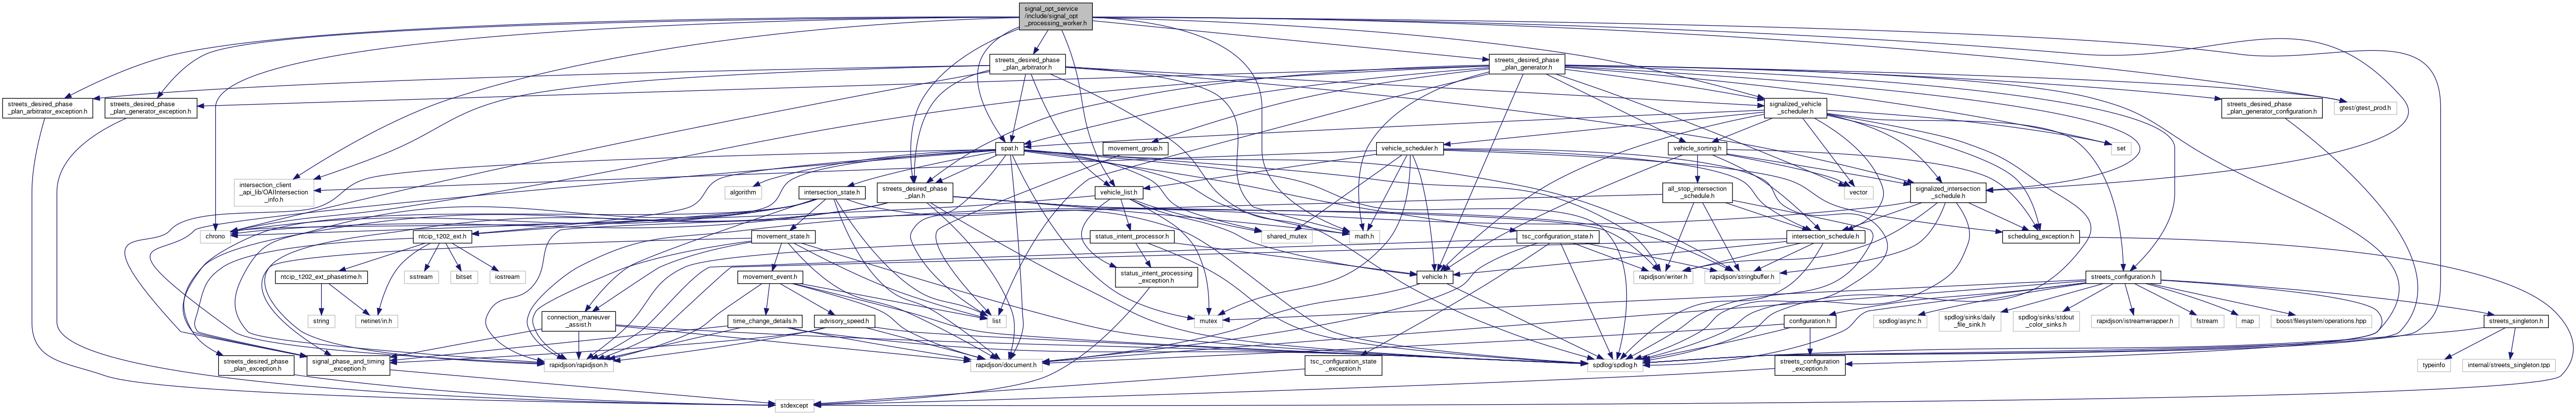 signal_opt_service
/include/signal_opt
_processing_worker.h
streets_desired_phase
_plan_arbitrator.h
streets_desired_phase
_plan_generator.h
streets_desired_phase
_plan_arbitrator_exception.h
streets_desired_phase
_plan_generator_exception.h
signalized_vehicle
_scheduler.h
streets_desired_phase
_plan_generator_configuration.h
gtest/gtest_prod.h
spat.h
movement_group.h
vehicle_scheduler.h
vehicle_sorting.h
set
intersection_client
_api_lib/OAIIntersection
_info.h
algorithm
intersection_state.h
streets_desired_phase
_plan.h
vehicle_list.h
all_stop_intersection
_schedule.h
vector
signalized_intersection
_schedule.h
chrono
ntcip_1202_ext.h
movement_state.h
status_intent_processor.h
shared_mutex
math.h
tsc_configuration_state.h
intersection_schedule.h
scheduling_exception.h
ntcip_1202_ext_phasetime.h
sstream
bitset
iostream
movement_event.h
status_intent_processing
_exception.h
vehicle.h
rapidjson/writer.h
rapidjson/stringbuffer.h
streets_configuration.h
string
netinet/in.h
connection_maneuver
_assist.h
time_change_details.h
advisory_speed.h
list
mutex
configuration.h
spdlog/async.h
spdlog/sinks/daily
_file_sink.h
spdlog/sinks/stdout
_color_sinks.h
rapidjson/istreamwrapper.h
fstream
map
boost/filesystem/operations.hpp
streets_singleton.h
streets_desired_phase
_plan_exception.h
signal_phase_and_timing
_exception.h
rapidjson/rapidjson.h
rapidjson/document.h
tsc_configuration_state
_exception.h
spdlog/spdlog.h
streets_configuration
_exception.h
typeinfo
internal/streets_singleton.tpp
stdexcept